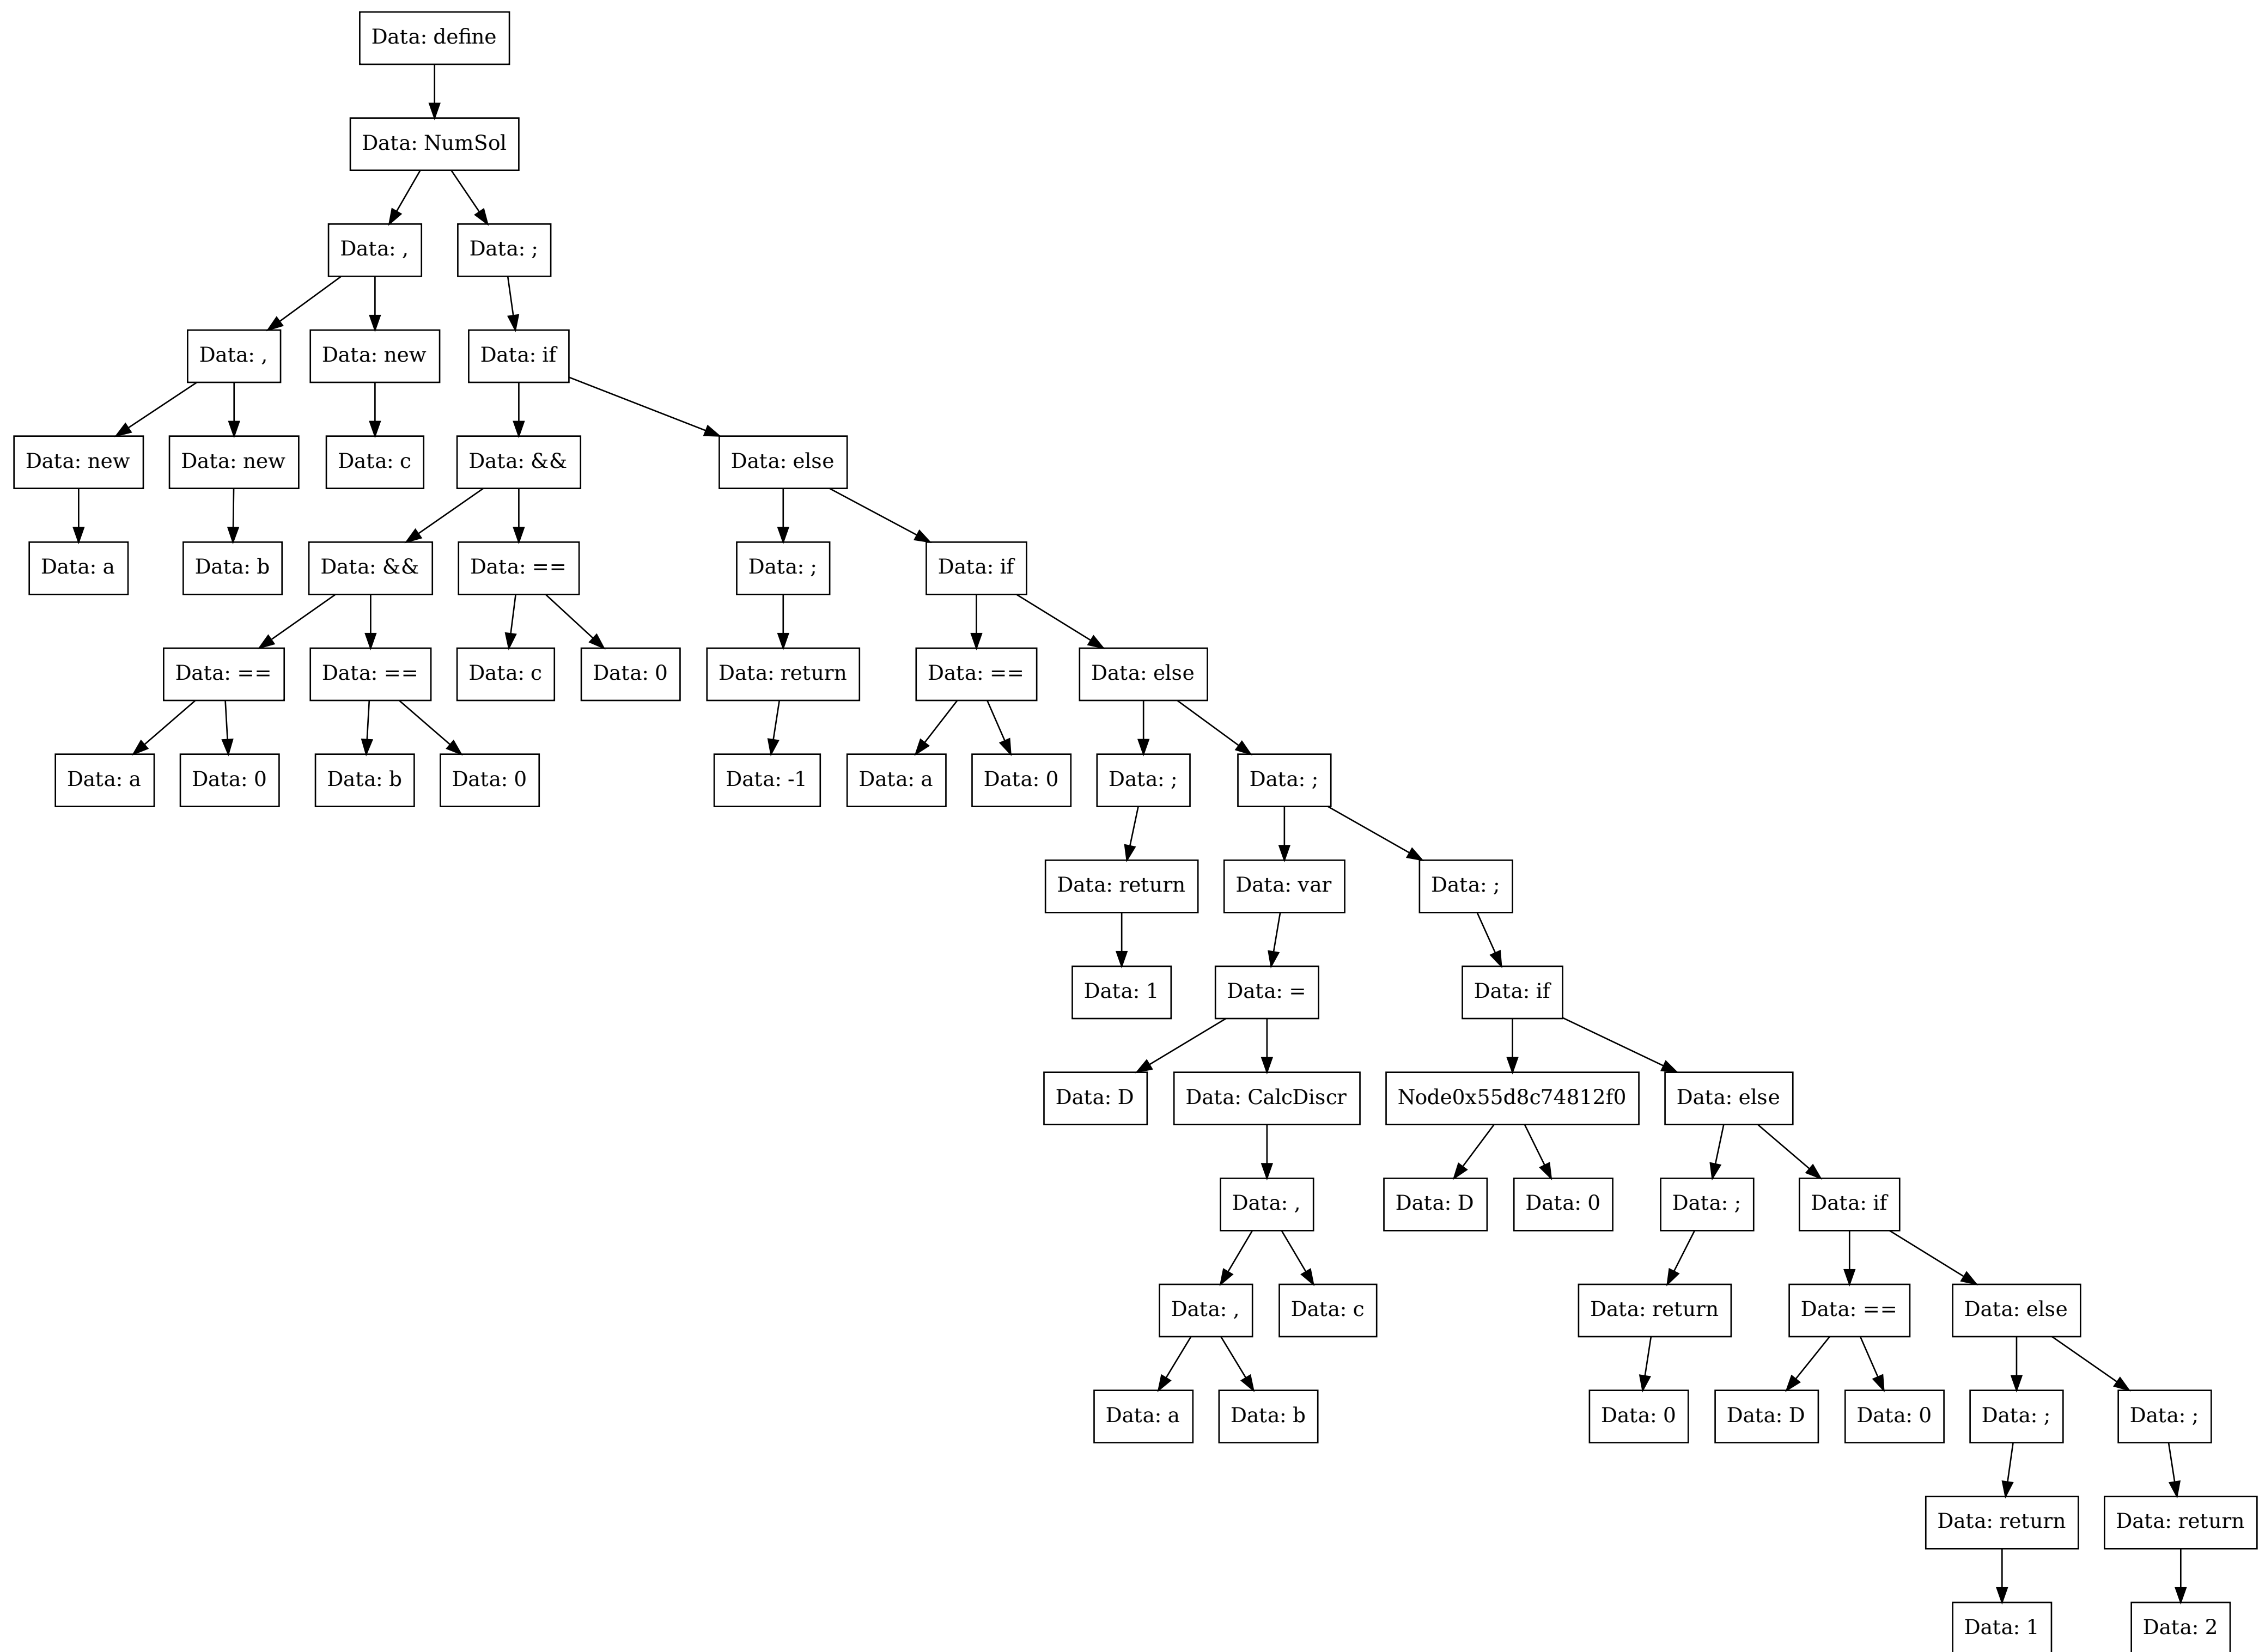 Data: define
Data: NumSol
Data: ,
Data: ;
Data: ,
Data: new
Data: if
Data: new
Data: new
Data: c
Data: &&
Data: else
Data: a
Data: b
Data: &&
Data: ==
Data: ;
Data: if
Data: ==
Data: ==
Data: c
Data: 0
Data: return
Data: ==
Data: else
Data: a
Data: 0
Data: b
Data: 0
Data: -1
Data: a
Data: 0
Data: ;
Data: ;
Data: return
Data: var
Data: ;
Data: 1
Data: =
Data: if
Data: D
Data: CalcDiscr
Node0x55d8c74812f0
Data: else
Data: ,
Data: D
Data: 0
Data: ;
Data: if
Data: ,
Data: c
Data: return
Data: ==
Data: else
Data: a
Data: b
Data: 0
Data: D
Data: 0
Data: ;
Data: ;
Data: return
Data: return
Data: 1
Data: 2